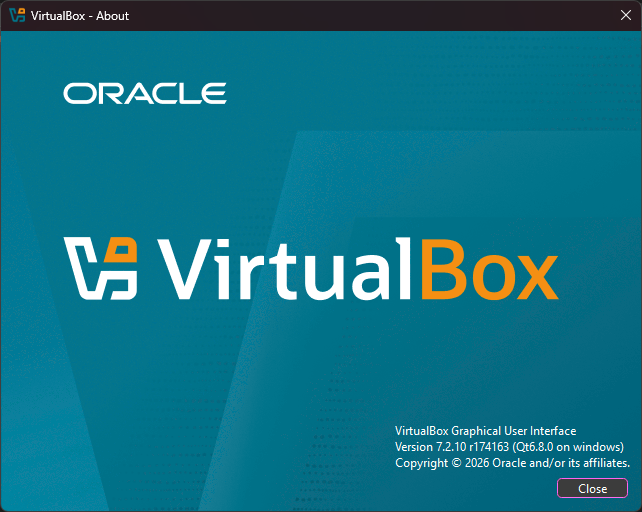 VirtualBox - About
ORACLE
VirtualBox
VirtualBox Graphical User Interface
Version 7.2.10 r174163 (Qt6.8.0 on windows)
Copyright © 2026 Oracle and/or its affiliates.
Close